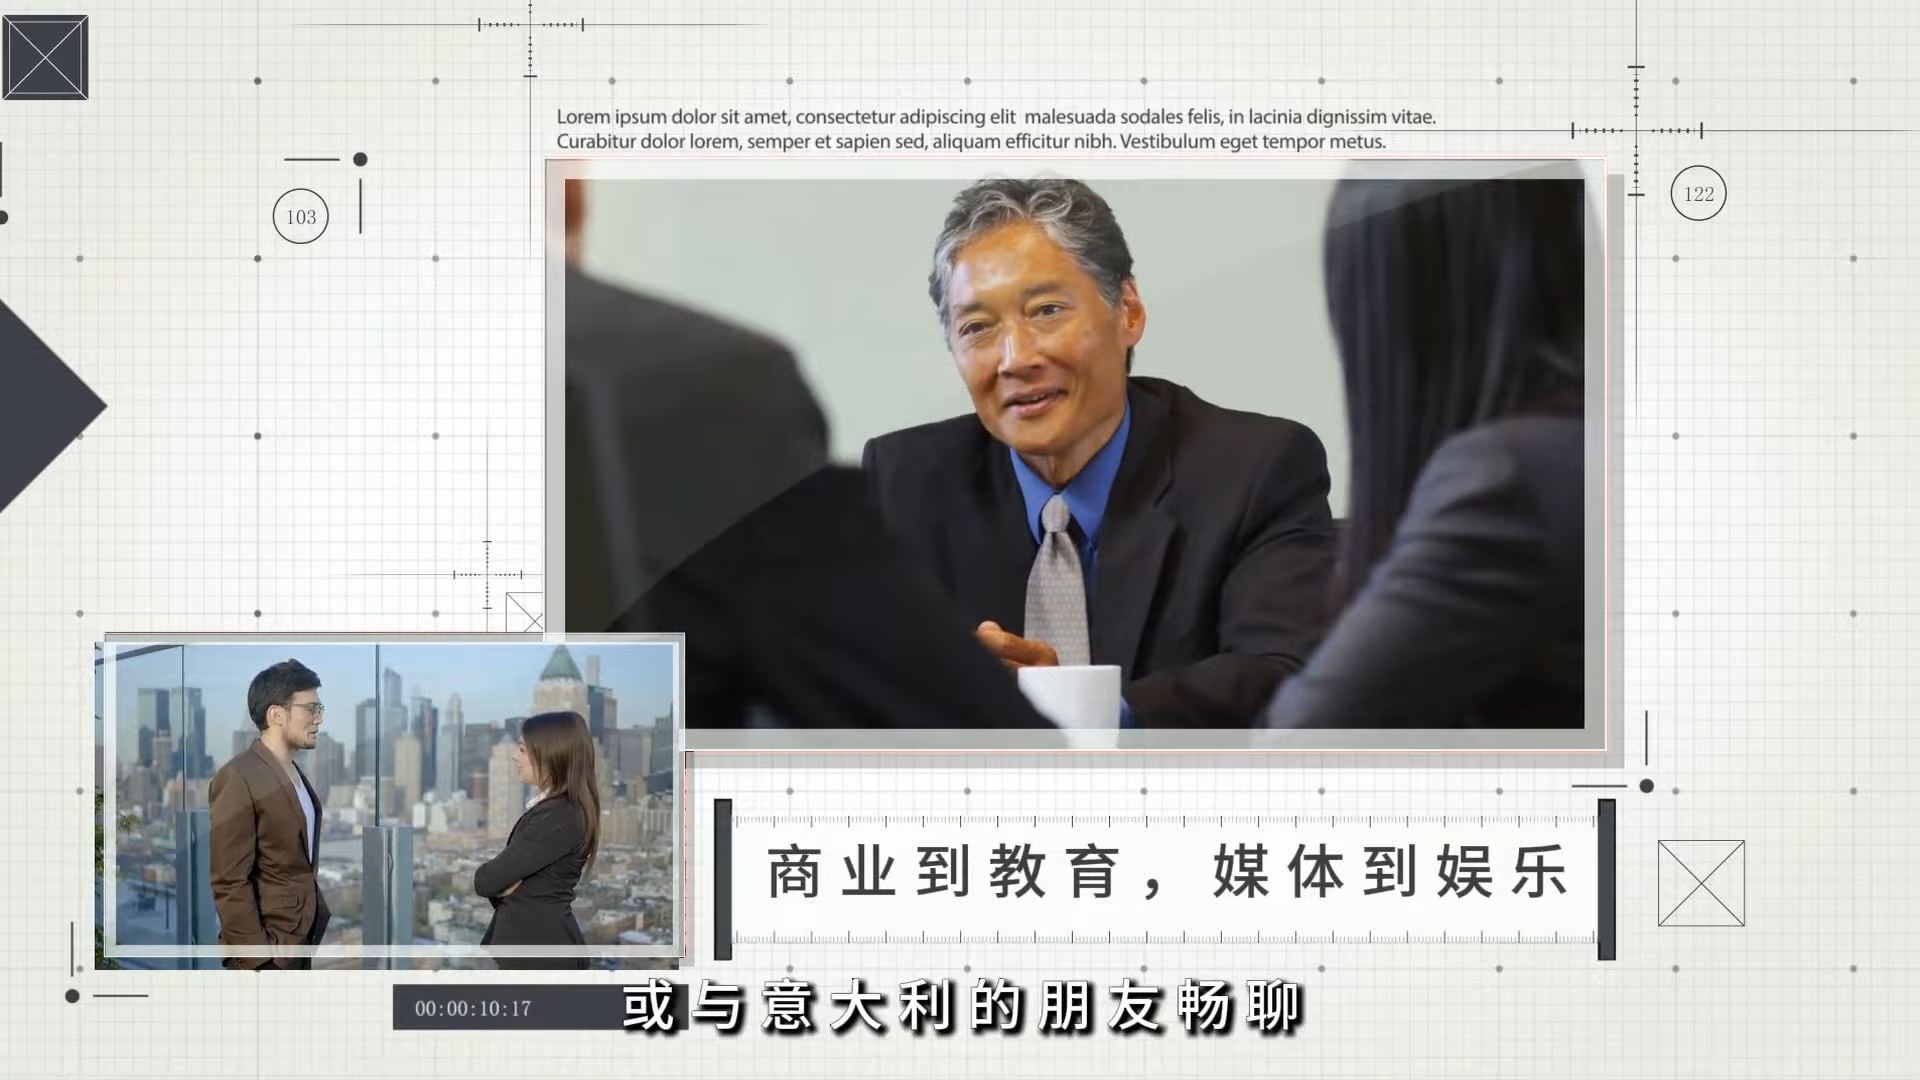 Lorem ipsum dolor sit amet, consectetur adipiscing elit malesuada sodales felis, in lacinia dignissim vitae.
Curabitur dolor lorem, semper et sapien sed, aliquam efficitur nibh. Vestibulum eget tempor metus.
103
122
商业到教育，媒体到娱乐
00:00:10:17
或与意大利的朋友畅聊